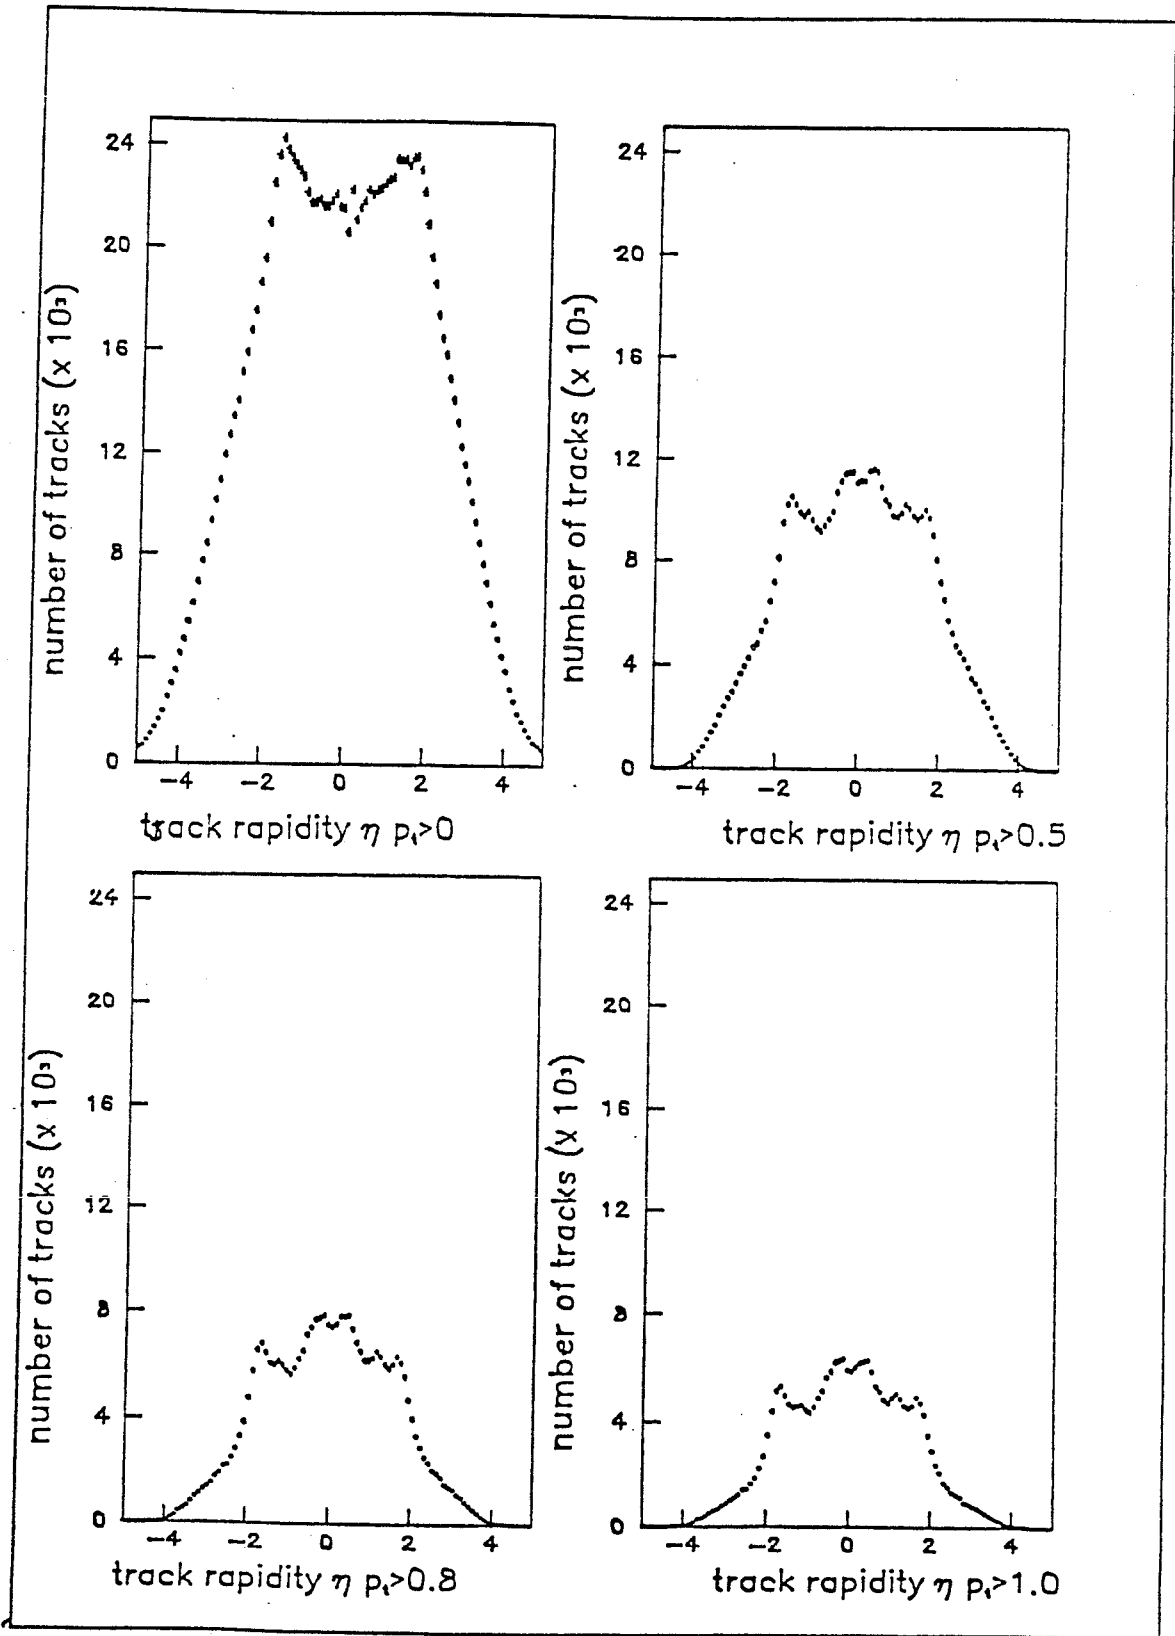 24
20
16
12
8
4
0
−4 −2 0 2 4
number of tracks (x 10³)
track rapidity η pₜ>0
24
20
16
12
8
4
0
−4 −2 0 2 4
number of tracks (x 10³)
track rapidity η pₜ>0.5
24
20
16
12
8
4
0
−4 −2 0 2 4
number of tracks (x 10³)
track rapidity η pₜ>0.8
24
20
16
12
8
4
0
−4 −2 0 2 4
number of tracks (x 10³)
track rapidity η pₜ>1.0